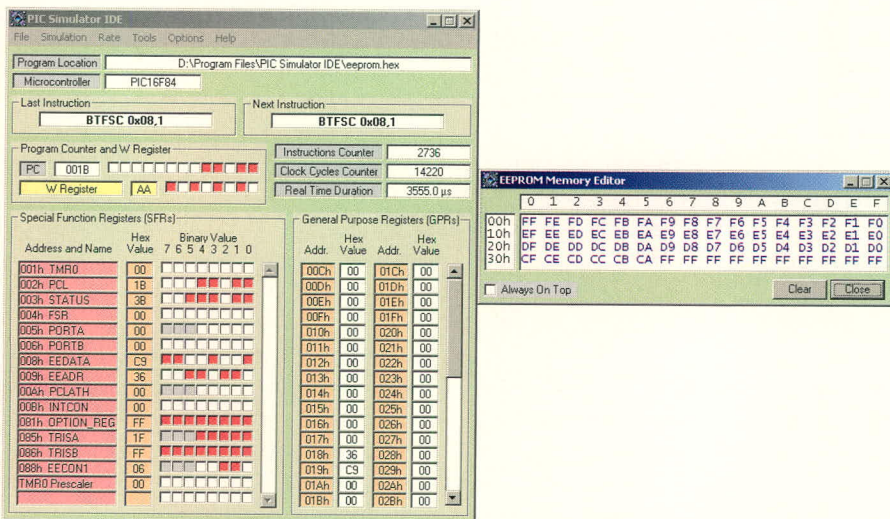 PIC Simulator IDE
File Simulation Rate Tools Options Help
Program Location D:\Program Files\PIC Simulator IDE\eeprom.hex
Microcontroller PIC16F84
Last Instruction
BTFSC 0x08,1
Next Instruction
BTFSC 0x08,1
Program Counter and W Register
PC 001B
W Register AA
Instructions Counter 2736
Clock Cycles Counter 14220
Real Time Duration 3555.0 µs
Special Function Registers (SFRs)
Hex Binary Value
Address and Name Value 7 6 5 4 3 2 1 0
001h TMR0 00
002h PCL 1B
003h STATUS 3B
004h FSR 00
005h PORTA 00
006h PORTB 00
008h EEDATA C9
009h EEADR 36
00Ah PCLATH 00
00Bh INTCON 00
081h OPTION_REG FF
085h TRISA 1F
086h TRISB FF
088h EECON1 06
TMR0 Prescaler 00
General Purpose Registers (GPRs)
Hex Hex
Addr. Value Addr. Value
00Ch 00 01Ch 00
00Dh 00 01Dh 00
00Eh 00 01Eh 00
00Fh 00 01Fh 00
010h 00 020h 00
011h 00 021h 00
012h 00 022h 00
013h 00 023h 00
014h 00 024h 00
015h 00 025h 00
016h 00 026h 00
017h 00 027h 00
018h 36 028h 00
019h C9 029h 00
01Ah 00 02Ah 00
01Bh 00 02Bh 00
EEPROM Memory Editor
0 1 2 3 4 5 6 7 8 9 A B C D E F
00h FF FE FD FC FB FA F9 F8 F7 F6 F5 F4 F3 F2 F1 F0
10h EF EE ED EC EB EA E9 E8 E7 E6 E5 E4 E3 E2 E1 E0
20h DF DE DD DC DB DA D9 D8 D7 D6 D5 D4 D3 D2 D1 D0
30h CF CE CD CC CB CA FF FF FF FF FF FF FF FF FF FF
Always On Top Clear Close